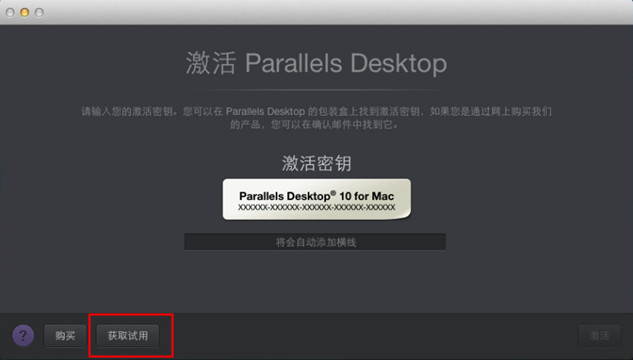 激活 Parallels Desktop
请输入您的激活密钥。您可以在 Parallels Desktop 的包装盒上找到激活密钥，如果您是通过网上购买我们
的产品，您可以在确认邮件中找到它。
激活密钥
Parallels Desktop® 10 for Mac
XXXXXX-XXXXXX-XXXXXX-XXXXXX-XXXXXX
将会自动添加横线
? 购买 获取试用 激活